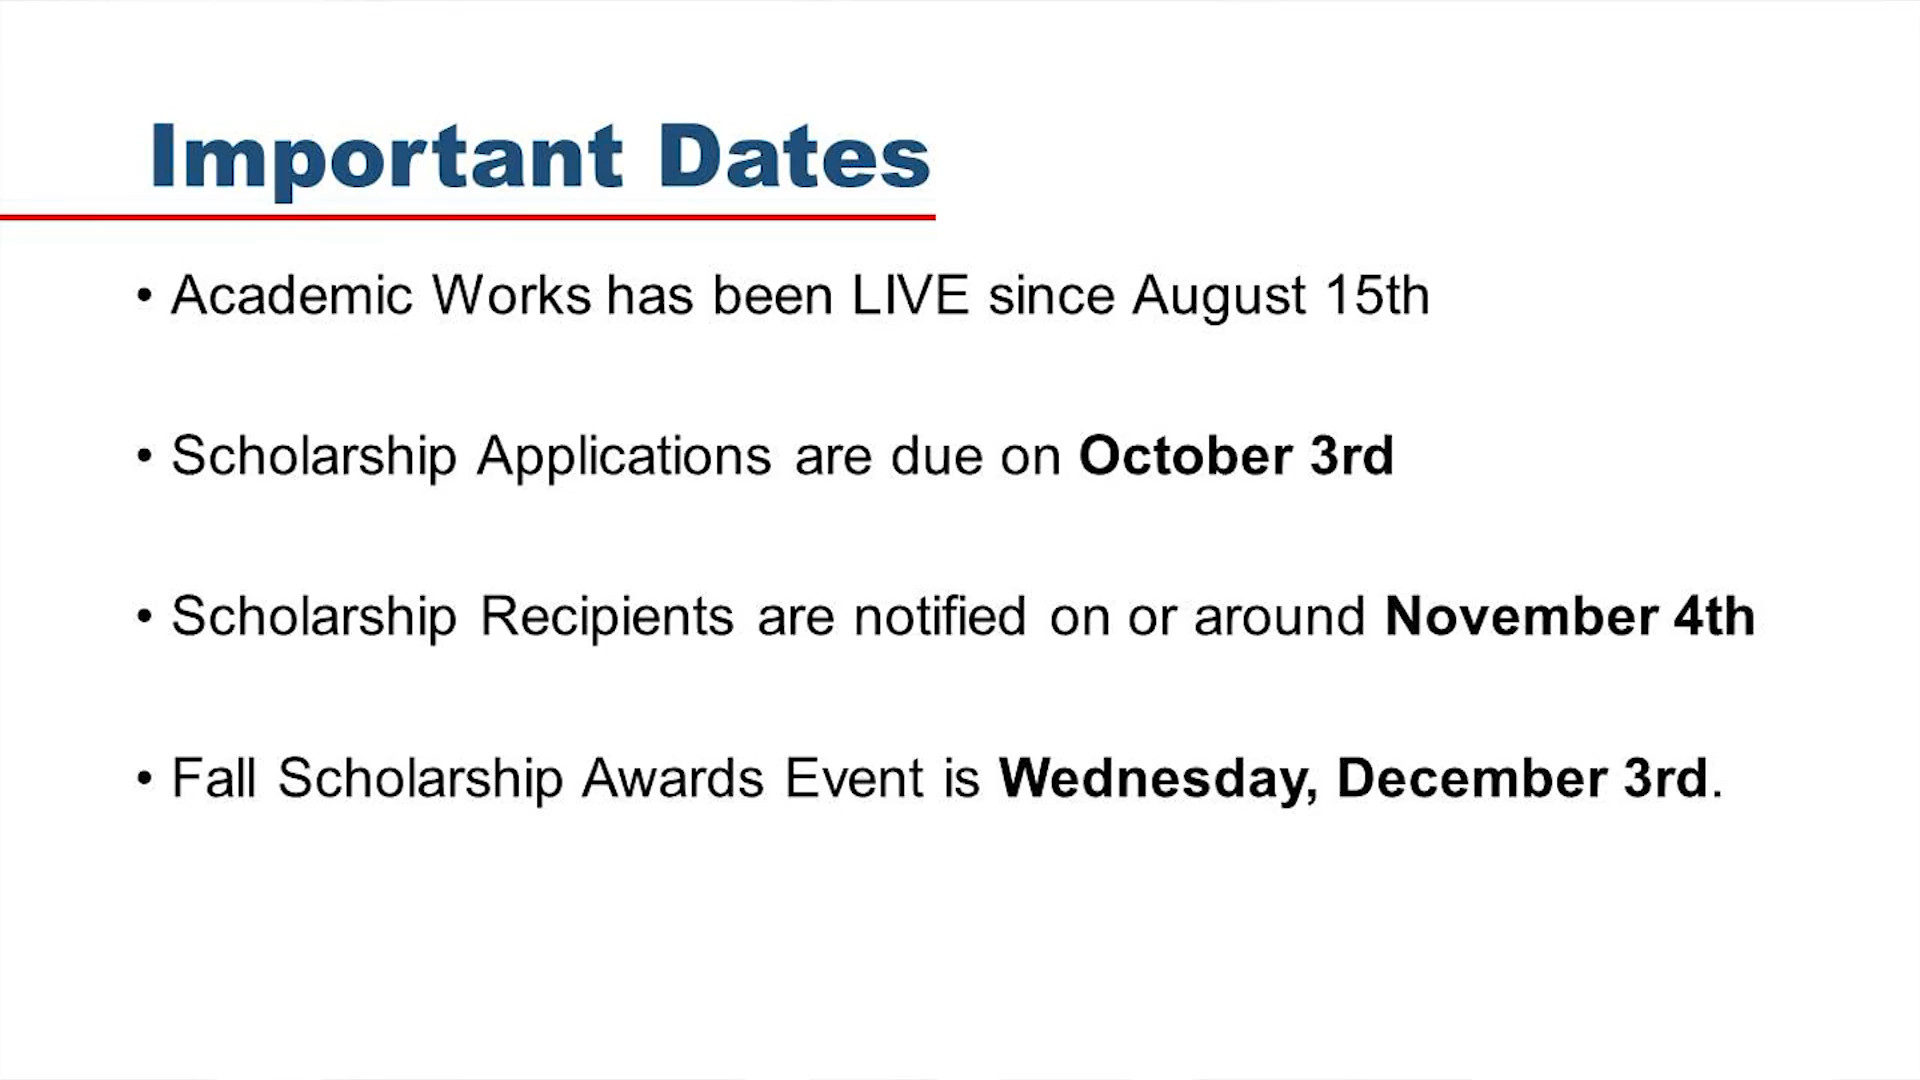 Important Dates
• Academic Works has been LIVE since August 15th
• Scholarship Applications are due on October 3rd
• Scholarship Recipients are notified on or around November 4th
• Fall Scholarship Awards Event is Wednesday, December 3rd.